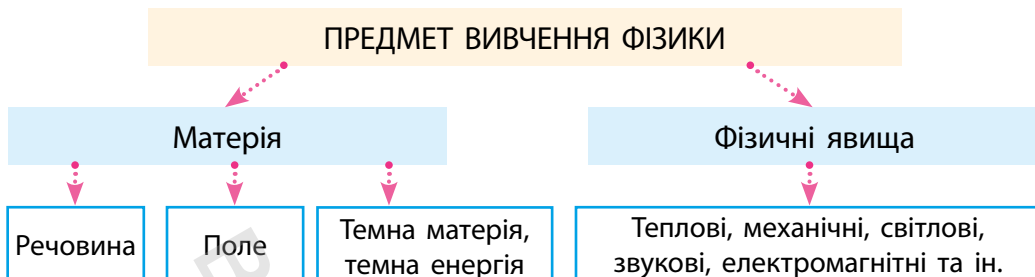 ПРЕДМЕТ ВИВЧЕННЯ ФІЗИКИ
Матерія
Фізичні явища
Речовина
Поле
Темна матерія,
темна енергія
Теплові, механічні, світлові,
звукові, електромагнітні та ін.